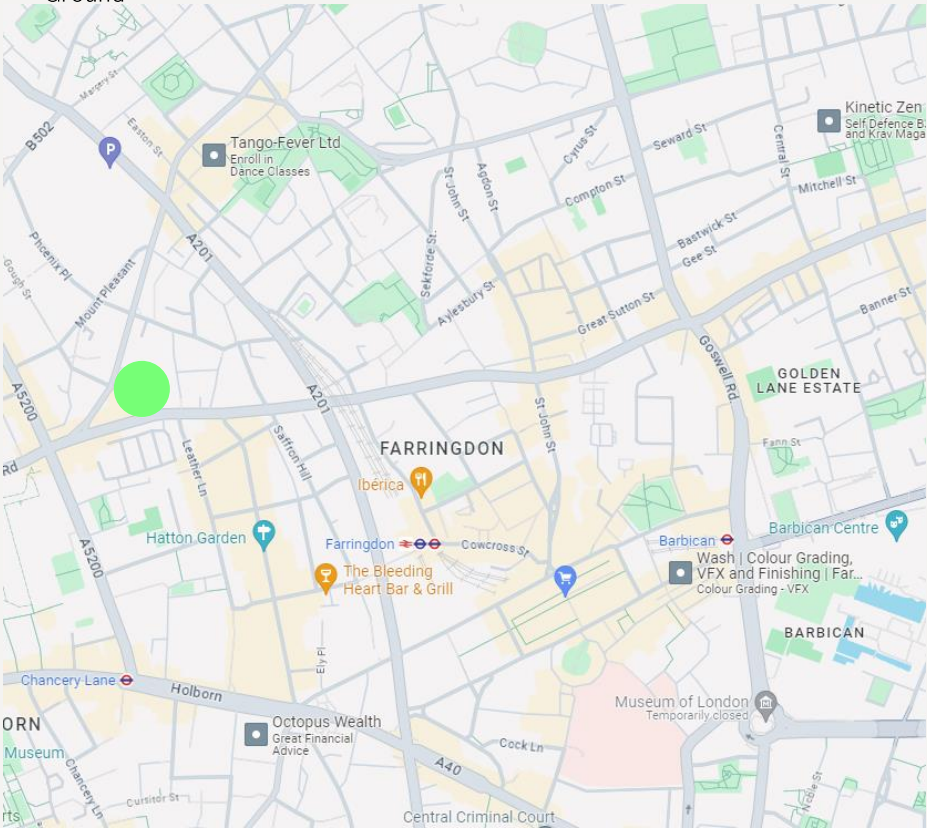 Ground
Margery St
B502
Easton St
P
Tango-Fever Ltd
Enroll in
Dance Classes
Kinetic Zen
Self Defence B
and Krav Maga
Seward St
Cyrus St
Central St
Mitchell St
St John St
Agdon St
Compton St
Phoenix Pl
A201
Gough St
Mount Pleasant
Sekforde St.
Aylesbury St
Bastwick St
Gee St
Great Sutton St
Banner St
Goswell Rd
GOLDEN
LANE ESTATE
A5200
A201
Rd
Leather Ln
Saffron Hill
FARRINGDON
St John St
Fann St
Ibérica
Hatton Garden
A5200
Farringdon
Cowcross St
Barbican
Barbican Centre
The Bleeding
Heart Bar & Grill
Wash | Colour Grading,
VFX and Finishing | Far...
Colour Grading - VFX
BARBICAN
Ely Pl
Chancery Lane
Holborn
Museum of London
Temporarily closed
ORN
Museum
Octopus Wealth
Great Financial
Advice
Cock Ln
A40
Chancery Ln
Cursitor St
Noble St
rts
Central Criminal Court